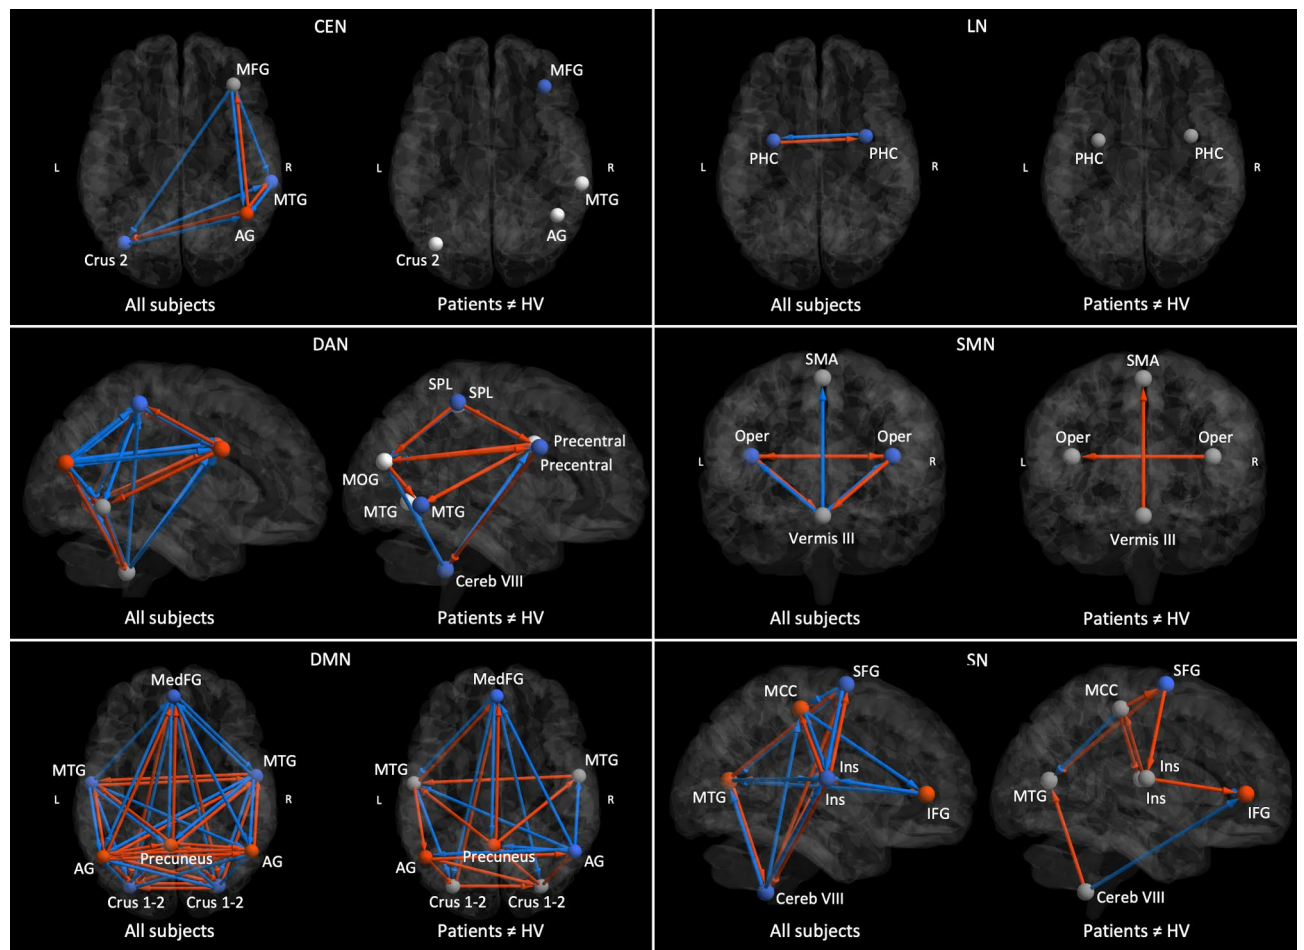 CEN
MFG
MFG
L
R
MTG
MTG
AG
AG
Crus 2
Crus 2
All subjects
Patients ≠ HV
LN
L
PHC
PHC
R
L
PHC
PHC
R
All subjects
Patients ≠ HV
DAN
SPL
SPL
Precentral
Precentral
MOG
MTG
MTG
Cereb VIII
All subjects
Patients ≠ HV
SMN
SMA
SMA
Oper
Oper
Oper
Oper
L
R
L
R
Vermis III
Vermis III
All subjects
Patients ≠ HV
DMN
MedFG
MedFG
MTG
MTG
MTG
MTG
L
R
L
R
AG
Precuneus
AG
AG
Precuneus
AG
Crus 1-2
Crus 1-2
Crus 1-2
Crus 1-2
All subjects
Patients ≠ HV
SN
SFG
SFG
MCC
MCC
Ins
Ins
MTG
Ins
MTG
Ins
IFG
IFG
Cereb VIII
Cereb VIII
All subjects
Patients ≠ HV